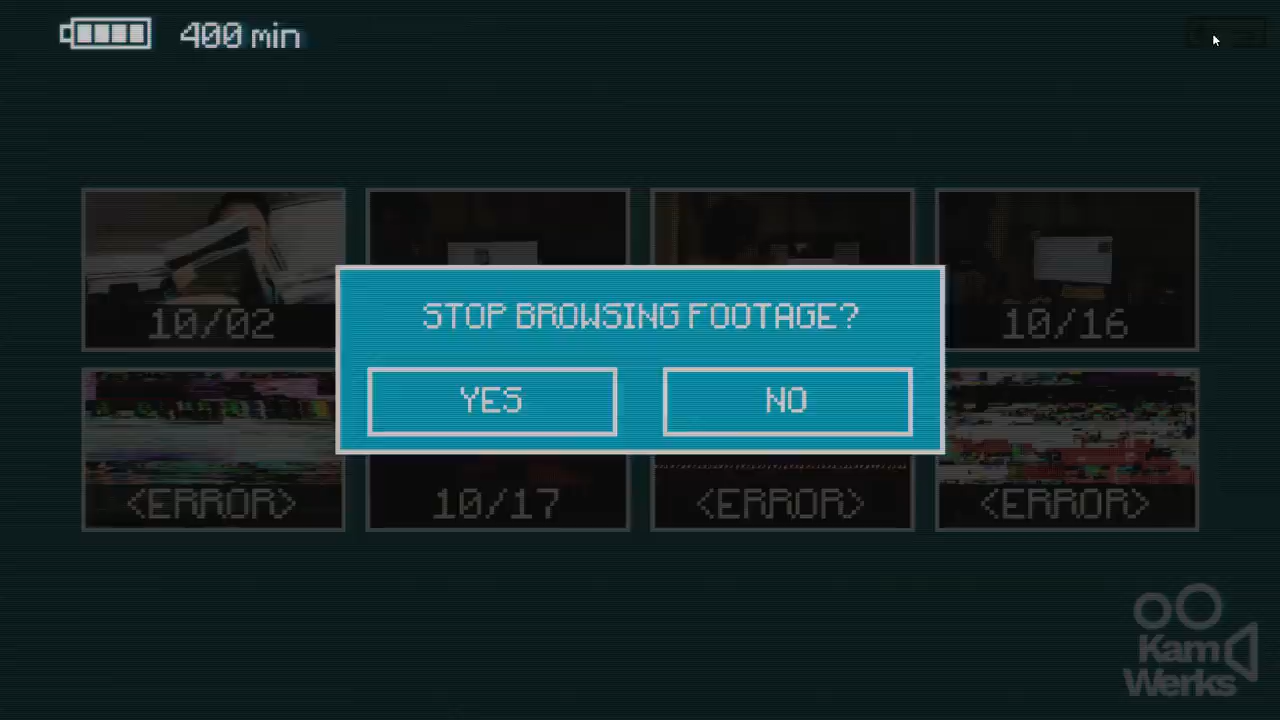 400 min
STOP BROWSING FOOTAGE?
YES
NO
10/02
10/16
<ERROR>
10/17
<ERROR>
<ERROR>
Kam
Werks